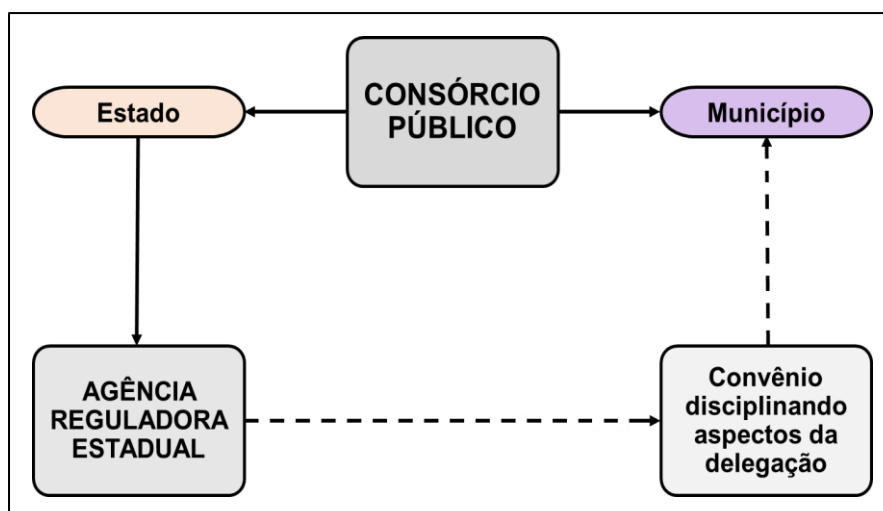 CONSÓRCIO
PÚBLICO
Estado
Município
AGÊNCIA
REGULADORA
ESTADUAL
Convênio
disciplinando
aspectos da
delegação